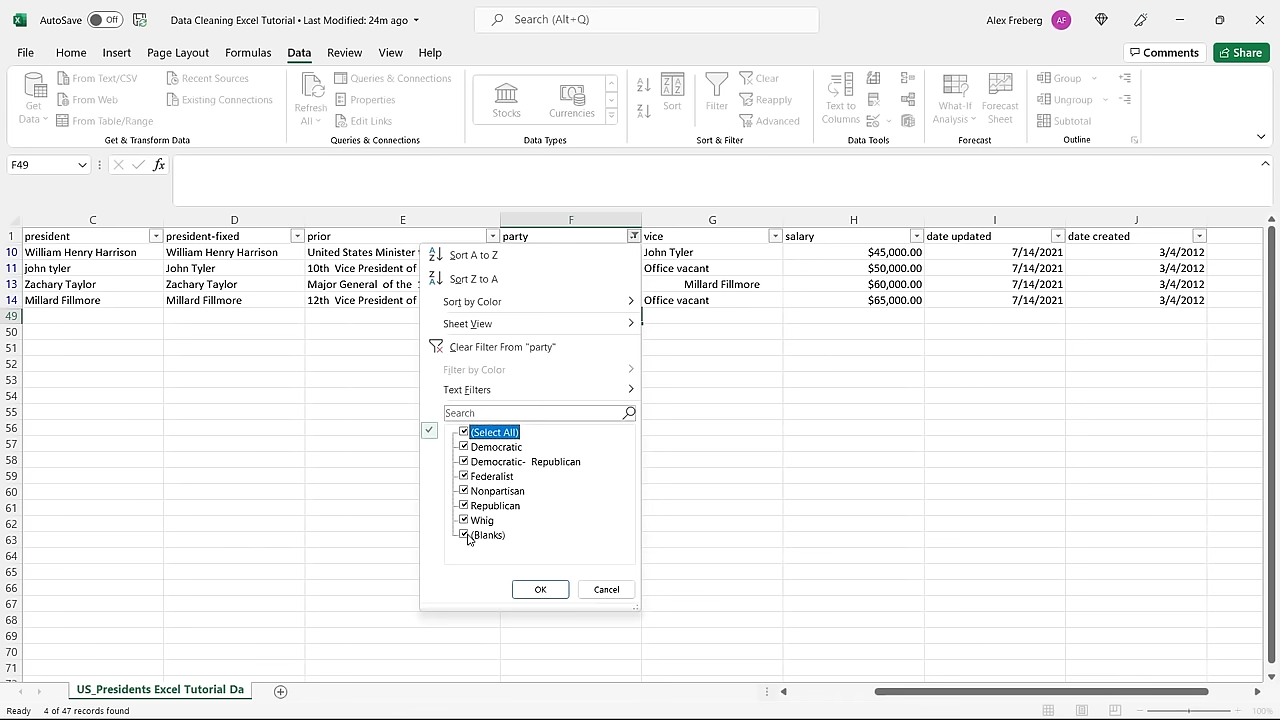 AutoSave Off Data Cleaning Excel Tutorial • Last Modified: 24m ago Search (Alt+Q) Alex Freberg AF
File Home Insert Page Layout Formulas Data Review View Help Comments Share
Get Data
From Text/CSV
From Web
From Table/Range
Recent Sources
Existing Connections
Get & Transform Data
Refresh All
Queries & Connections
Properties
Edit Links
Queries & Connections
Stocks
Currencies
Data Types
Sort
Filter
Clear
Reapply
Advanced
Sort & Filter
Text to Columns
Data Tools
What-If Analysis
Forecast Sheet
Forecast
Group
Ungroup
Subtotal
Outline
F49 fx
C D E F G H I J
1 president president-fixed prior party vice salary date updated date created
10 William Henry Harrison William Henry Harrison United States Minister John Tyler $45,000.00 7/14/2021 3/4/2012
11 john tyler John Tyler 10th Vice President of Office vacant $50,000.00 7/14/2021 3/4/2012
13 Zachary Taylor Zachary Taylor Major General of the Millard Fillmore $60,000.00 7/14/2021 3/4/2012
14 Millard Fillmore Millard Fillmore 12th Vice President of Office vacant $65,000.00 7/14/2021 3/4/2012
49
50
51
52
53
54
55
56
57
58
59
60
61
62
63
64
65
66
67
68
69
70
71
Sort A to Z
Sort Z to A
Sort by Color
Sheet View
Clear Filter From "party"
Filter by Color
Text Filters
Search
(Select All)
Democratic
Democratic- Republican
Federalist
Nonpartisan
Republican
Whig
(Blanks)
OK Cancel
US_Presidents Excel Tutorial Da
Ready 4 of 47 records found 100%